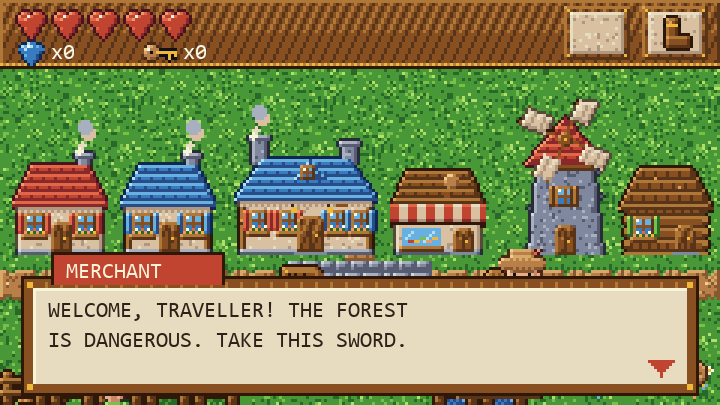 x0
x0
MERCHANT
WELCOME, TRAVELLER! THE FOREST
IS DANGEROUS. TAKE THIS SWORD.